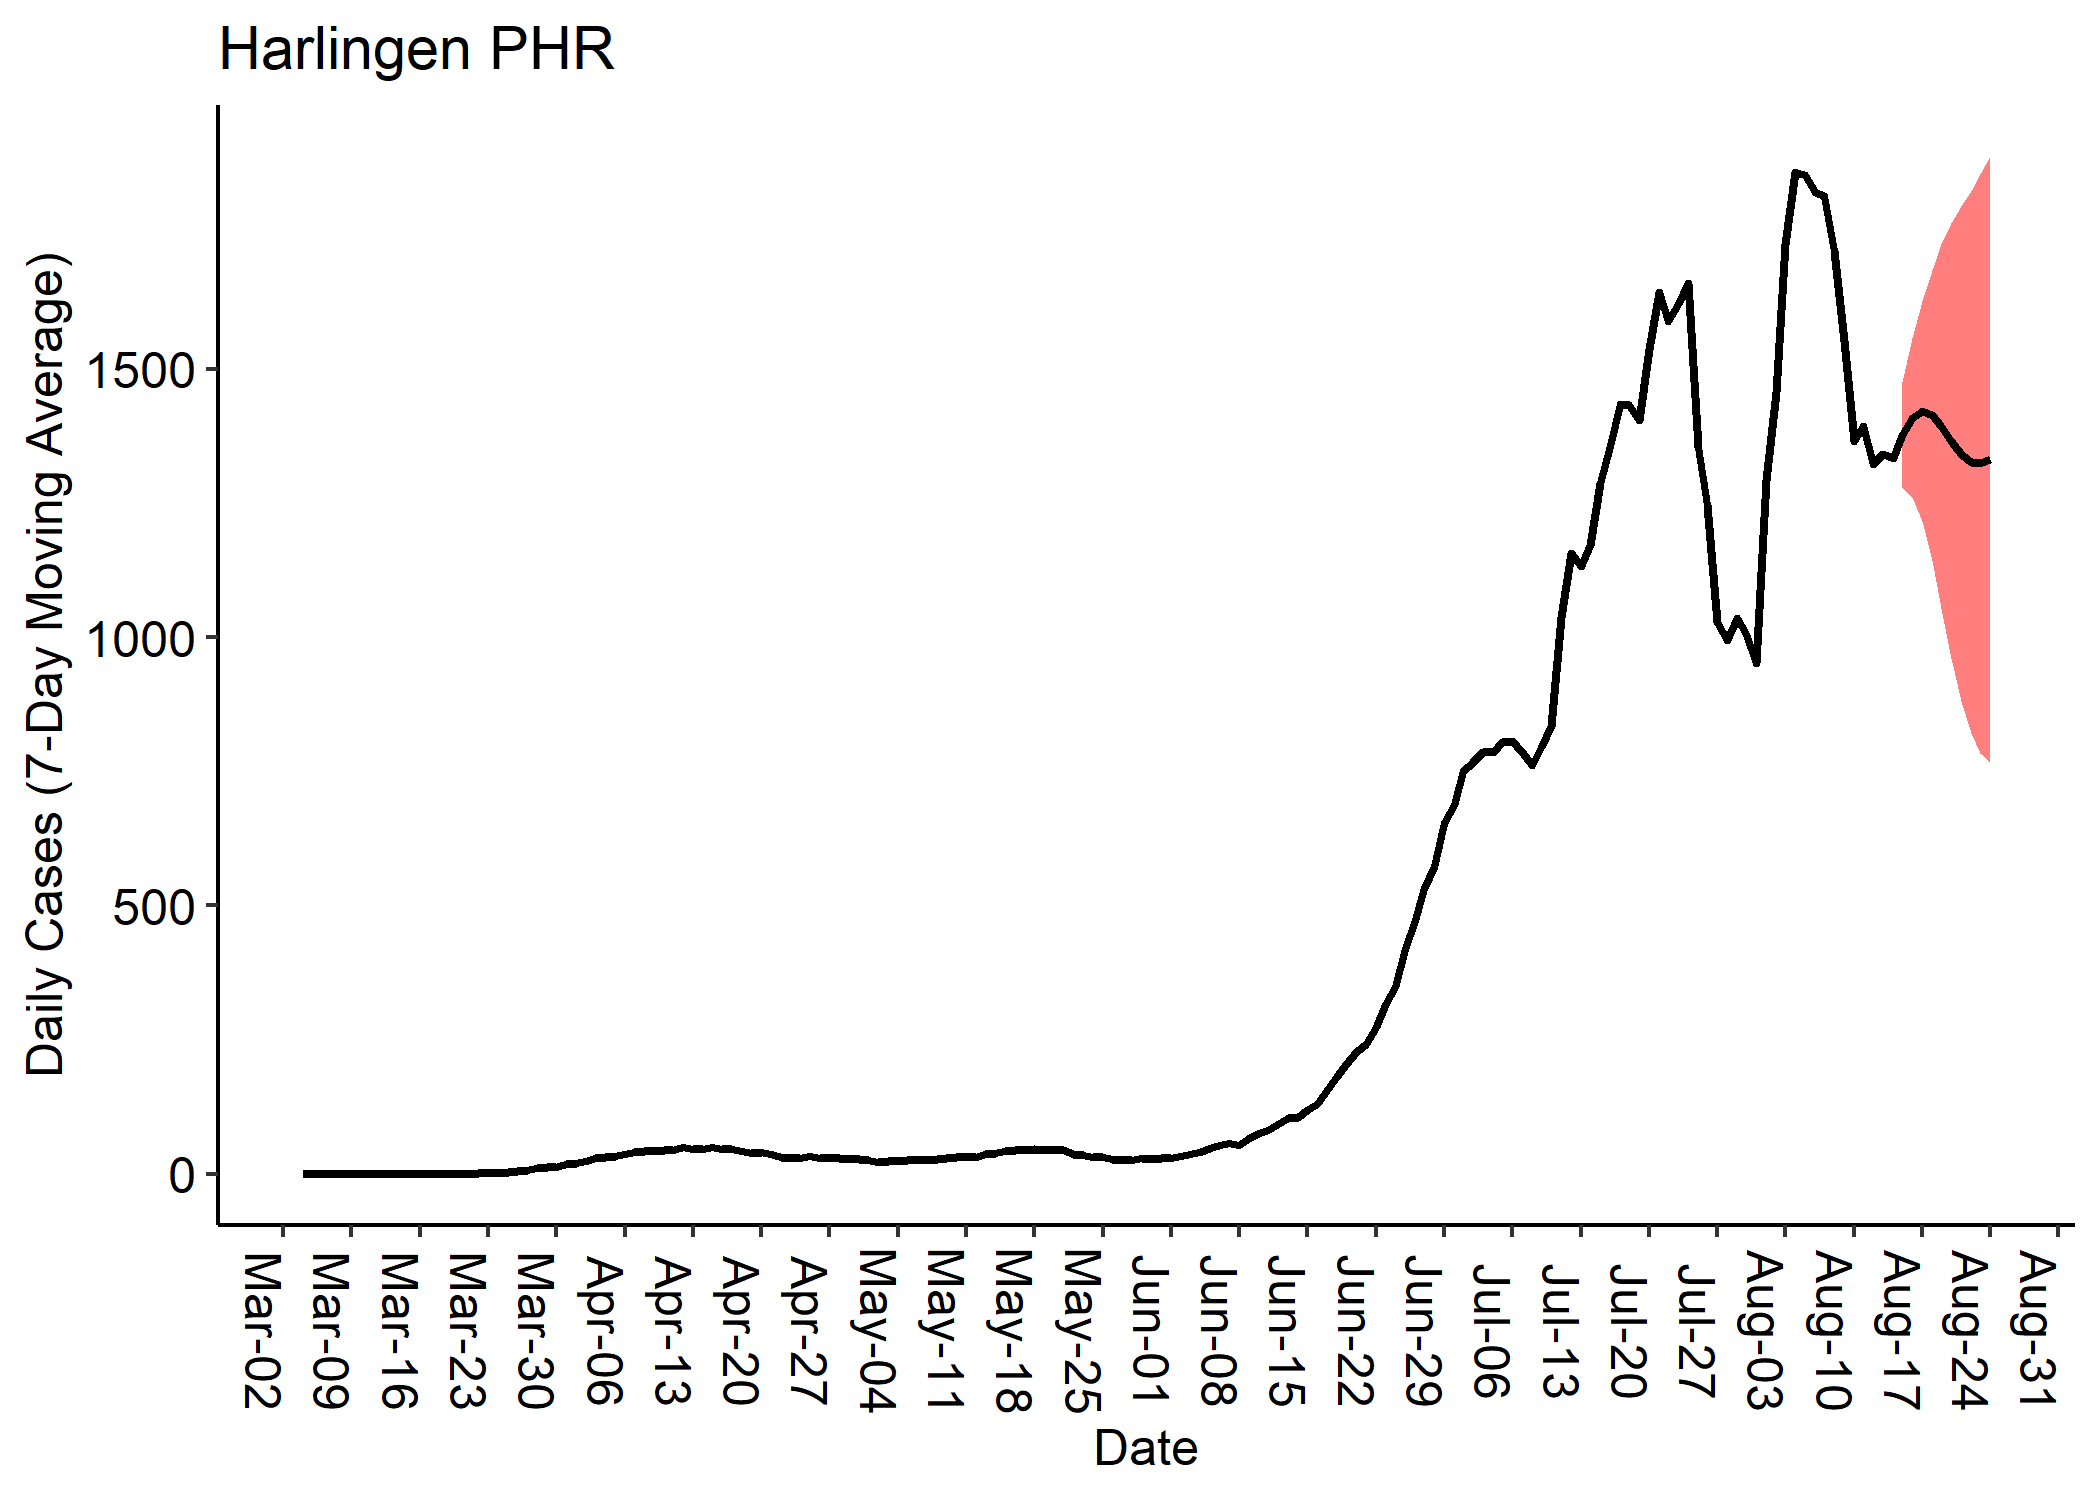 Harlingen PHR
Daily Cases (7-Day Moving Average)
1500
1000
500
0
Mar-02
Mar-09
Mar-16
Mar-23
Mar-30
Apr-06
Apr-13
Apr-20
Apr-27
May-04
May-11
May-18
May-25
Jun-01
Jun-08
Jun-15
Jun-22
Jun-29
Jul-06
Jul-13
Jul-20
Jul-27
Aug-03
Aug-10
Aug-17
Aug-24
Aug-31
Date